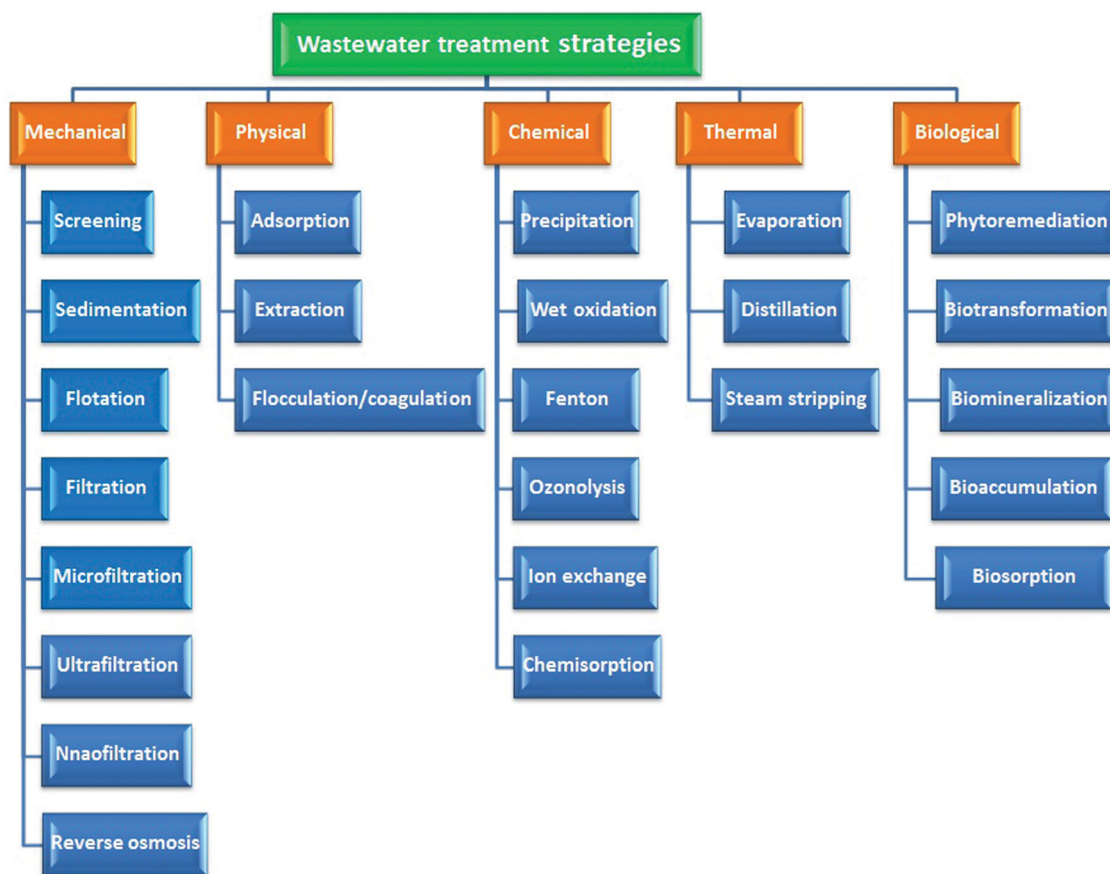 Wastewater treatment strategies
Mechanical
Physical
Chemical
Thermal
Biological
Screening
Sedimentation
Flotation
Filtration
Microfiltration
Ultrafiltration
Nnaofiltration
Reverse osmosis
Adsorption
Extraction
Flocculation/coagulation
Precipitation
Wet oxidation
Fenton
Ozonolysis
Ion exchange
Chemisorption
Evaporation
Distillation
Steam stripping
Phytoremediation
Biotransformation
Biomineralization
Bioaccumulation
Biosorption